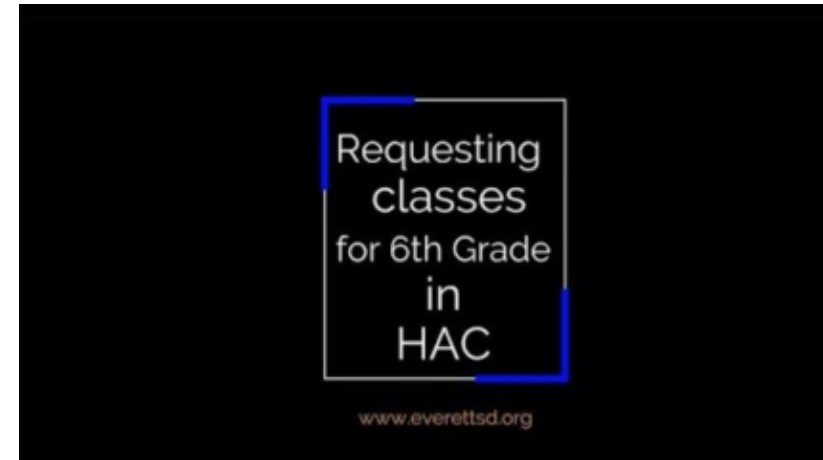 Requesting
classes
for 6th Grade
in
HAC
www.everettsd.org